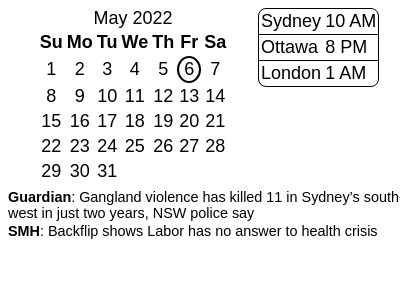 May 2022
Su Mo Tu We Th Fr Sa
1 2 3 4 5 6 7
8 9 10 11 12 13 14
15 16 17 18 19 20 21
22 23 24 25 26 27 28
29 30 31
Sydney 10 AM
Ottawa 8 PM
London 1 AM
Guardian: Gangland violence has killed 11 in Sydney's south-
west in just two years, NSW police say
SMH: Backflip shows Labor has no answer to health crisis